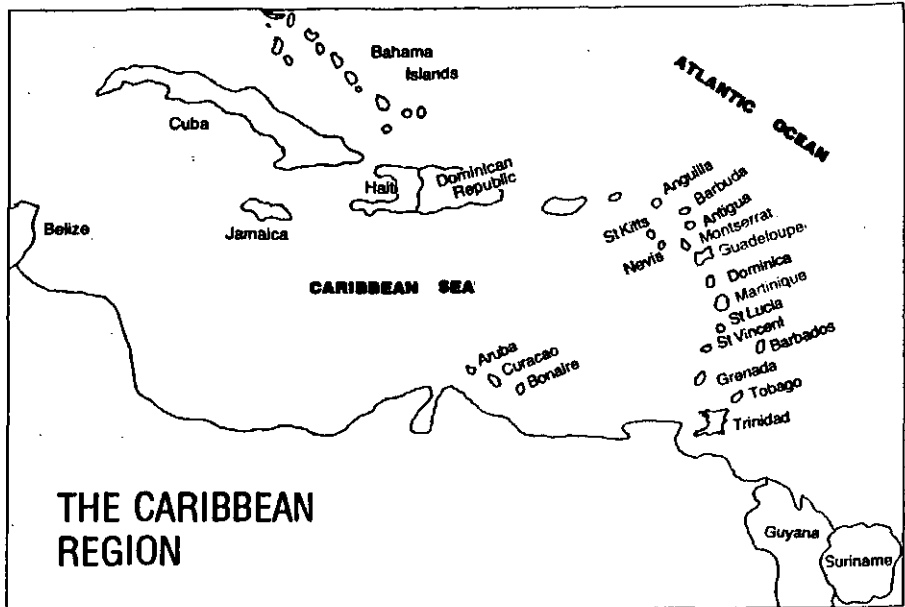 Bahama
Islands
ATLANTIC OCEAN
Cuba
Haiti
Dominican
Republic
Anguilla
Barbuda
Antigua
St Kitts
Montserrat
Nevis
Guadeloupe.
Belize
Jamaica
Dominica
CARIBBEAN SEA
Martinique
St Lucia
St Vincent
Barbados
Aruba
Curacao
Bonaire
Grenada
Tobago
Trinidad
THE CARIBBEAN
REGION
Guyana
Suriname